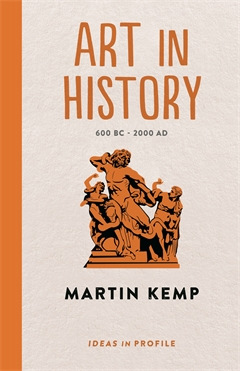 ART IN
HISTORY
600 BC - 2000 AD
MARTIN KEMP
IDEAS IN PROFILE